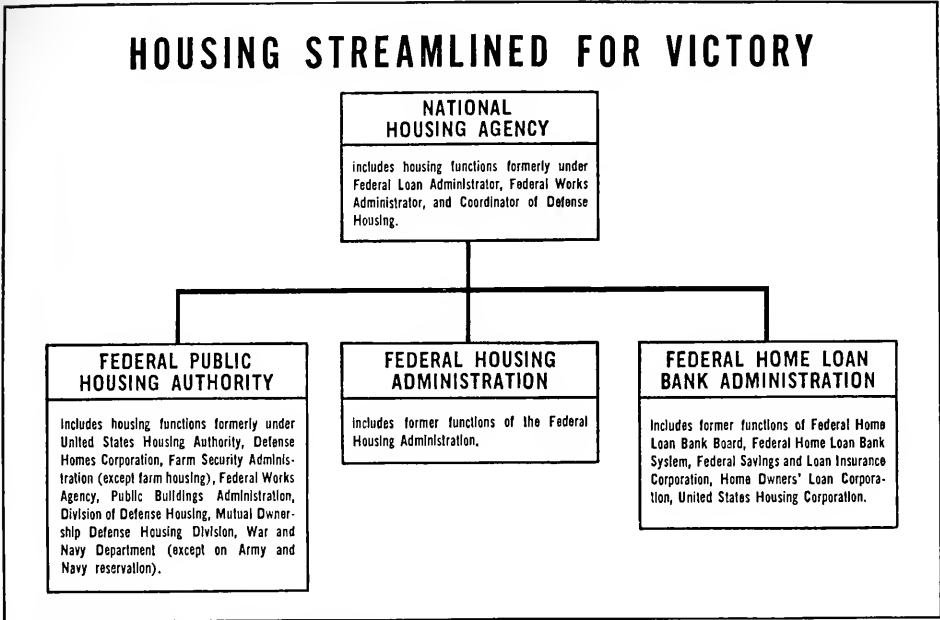 HOUSING STREAMLINED FOR VICTORY
NATIONAL
HOUSING AGENCY
includes housing functions formerly under
Federal Loan Administrator, Federal Works
Administrator, and Coordinator of Defense
Housing.
FEDERAL PUBLIC
HOUSING AUTHORITY
Includes housing functions formerly under
United States Housing Authority, Defense
Homes Corporation, Farm Security Adminis-
tration (except farm housing), Federal Works
Agency, Public Buildings Administration,
Division of Defense Housing, Mutual Owner-
ship Defense Housing Division, War and
Navy Department (except on Army and
Navy reservation).
FEDERAL HOUSING
ADMINISTRATION
Includes former functions of the Federal
Housing Administration.
FEDERAL HOME LOAN
BANK ADMINISTRATION
Includes former functions of Federal Home
Loan Bank Board, Federal Home Loan Bank
System, Federal Savings and Loan Insurance
Corporation, Home Owners' Loan Corpora-
tion, United States Housing Corporation.